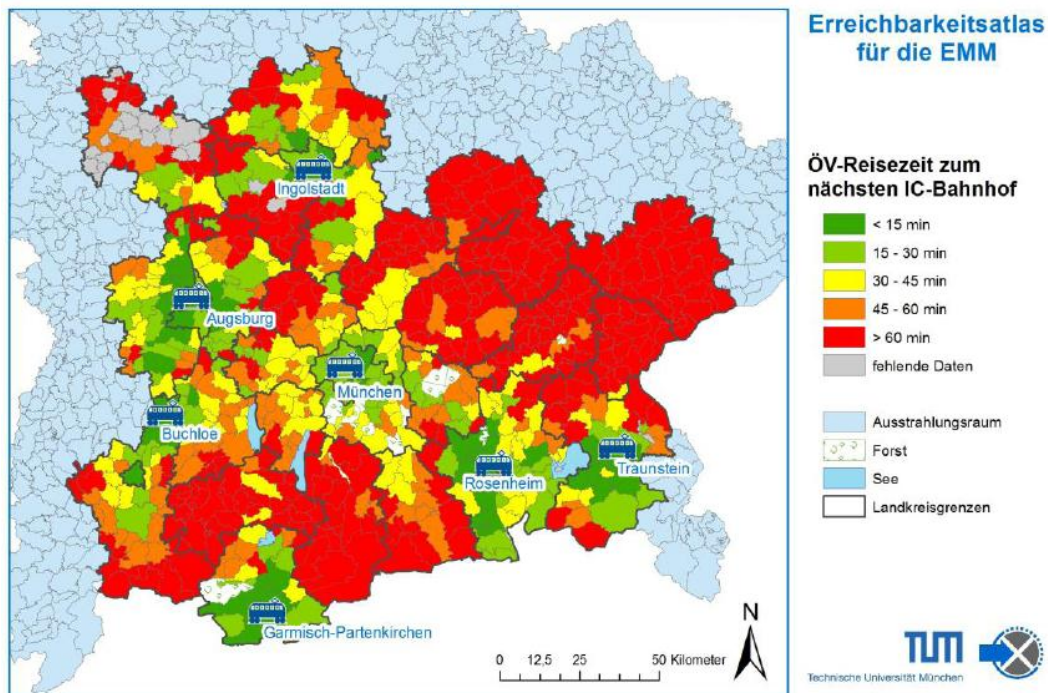 Erreichbarkeitsatlas
für die EMM
ÖV-Reisezeit zum
nächsten IC-Bahnhof
< 15 min
15 - 30 min
30 - 45 min
45 - 60 min
> 60 min
fehlende Daten
Ausstrahlungsraum
Forst
See
Landkreisgrenzen
Ingolstadt
Augsburg
München
Buchloe
Traunstein
Rosenheim
Garmisch-Partenkirchen
N
0 12,5 25 50 Kilometer
TUM
Technische Universität München